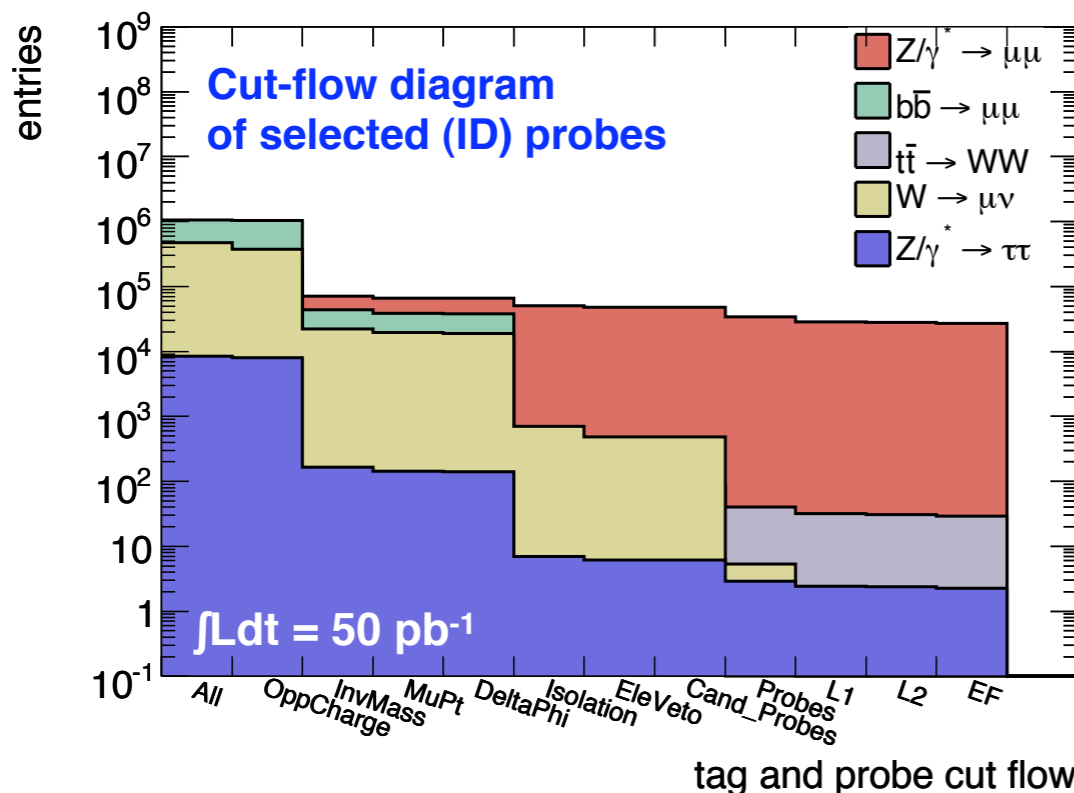 entries
10⁹
10⁸
10⁷
10⁶
10⁵
10⁴
10³
10²
10
1
10⁻¹
Cut-flow diagram
of selected (ID) probes
Z/γ* → μμ
bb̅ → μμ
tt̅ → WW
W → μν
Z/γ* → ττ
∫Ldt = 50 pb⁻¹
All
OppCharge
InvMass
MuPt
DeltaPhi
Isolation
EleVeto
Cand_Probes
Probes
L1
L2
EF
tag and probe cut flow